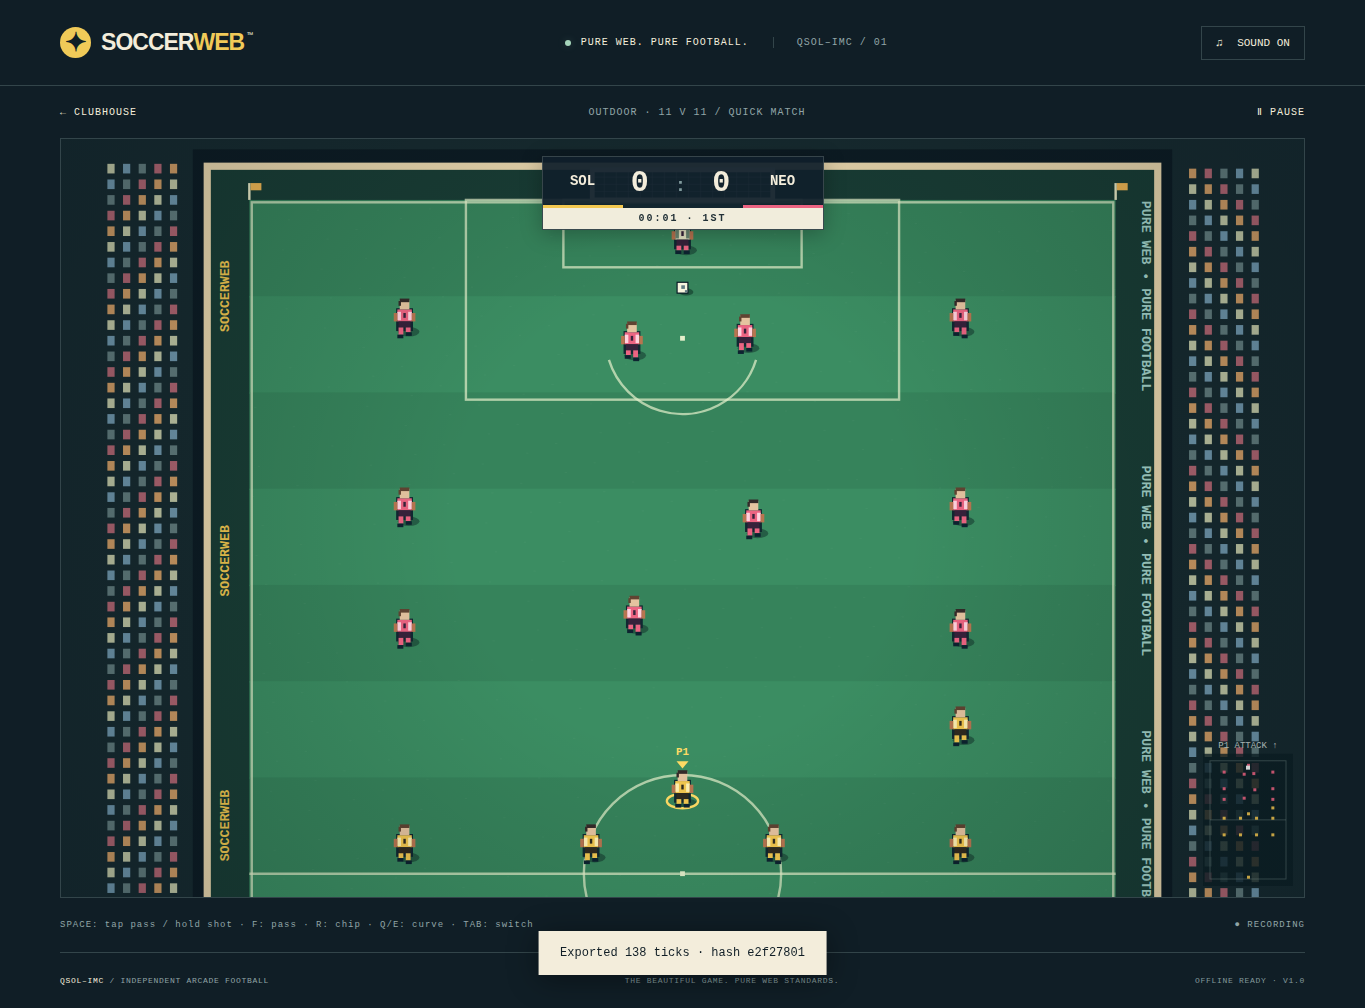 SOCCERWEB™
PURE WEB. PURE FOOTBALL.
QSOL-IMC / 01
♫ SOUND ON
← CLUBHOUSE
OUTDOOR · 11 V 11 / QUICK MATCH
Ⅱ PAUSE
SOL 0 : 0 NEO
00:01 · 1ST
SOCCERWEB
SOCCERWEB
SOCCERWEB
PURE WEB • PURE FOOTBALL
PURE WEB • PURE FOOTBALL
PURE WEB • PURE FOOTB
P1
P1 ATTACK ↑
SPACE: tap pass / hold shot · F: pass · R: chip · Q/E: curve · TAB: switch
● RECORDING
Exported 138 ticks · hash e2f27801
QSOL-IMC / INDEPENDENT ARCADE FOOTBALL
THE BEAUTIFUL GAME. PURE WEB STANDARDS.
OFFLINE READY · V1.0